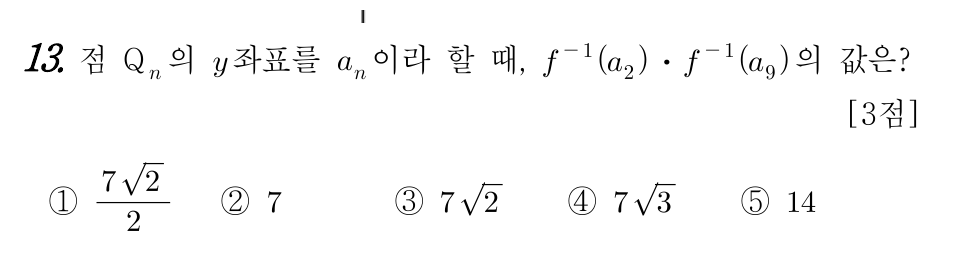 13. 점 Qₙ의 y좌표를 aₙ이라 할 때, f⁻¹(a₂)・f⁻¹(a₉)의 값은?
[3점]
① 7√2/2 ② 7 ③ 7√2 ④ 7√3 ⑤ 14